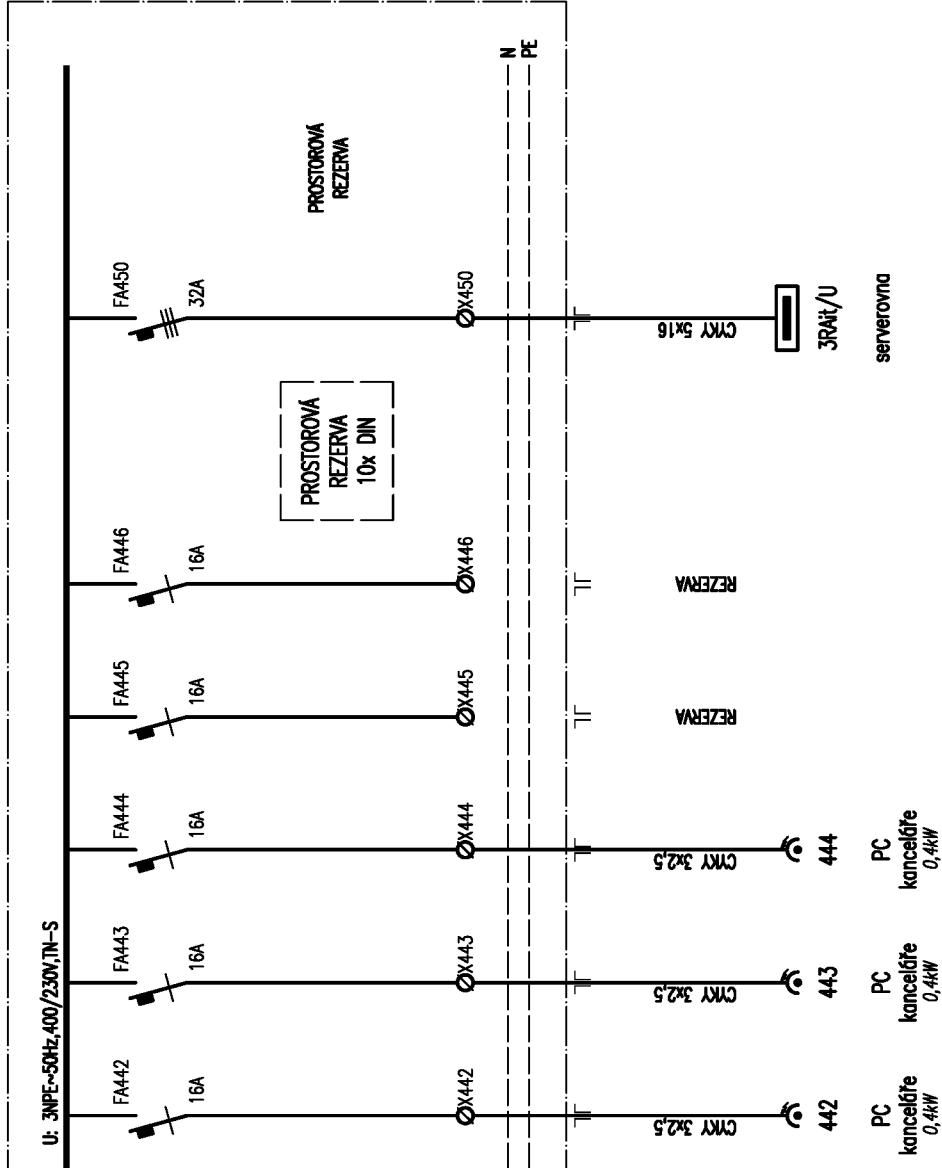 U: 3NPE~50Hz,400/230V,TN-S
FA442
16A
X442
CYKY 3x2,5
442
PC
kanceláře
0,4kW
FA443
16A
X443
CYKY 3x2,5
443
PC
kanceláře
0,4kW
FA444
16A
X444
CYKY 3x2,5
444
PC
kanceláře
0,4kW
FA445
16A
X445
REZERVA
FA446
16A
X446
REZERVA
PROSTOROVÁ
REZERVA
10x DIN
FA450
32A
X450
CYKY 5x16
3RAit/U
serverovna
PROSTOROVÁ
REZERVA
N
PE